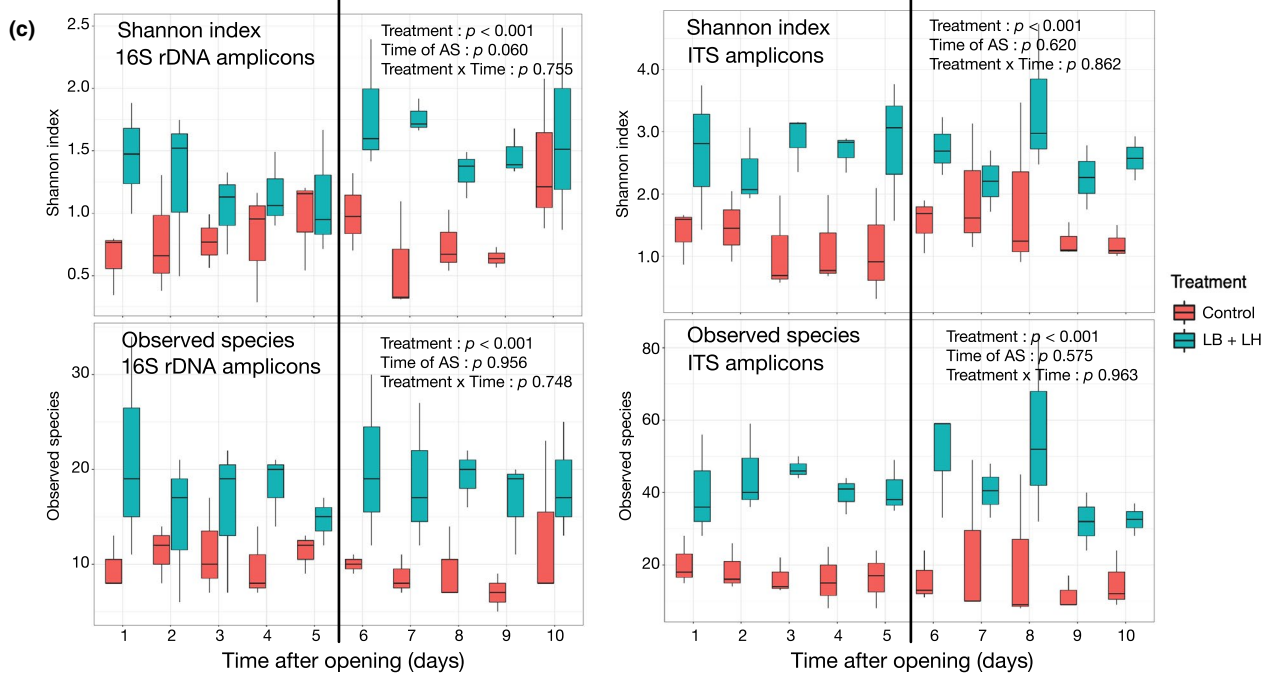 (c)
Shannon index
16S rDNA amplicons
Treatment : p < 0.001
Time of AS : p 0.060
Treatment x Time : p 0.755
Shannon index
2.5
2.0
1.5
1.0
0.5
Shannon index
ITS amplicons
Treatment : p < 0.001
Time of AS : p 0.620
Treatment x Time : p 0.862
Shannon index
4.0
3.0
2.0
1.0
Observed species
16S rDNA amplicons
Treatment : p < 0.001
Time of AS : p 0.956
Treatment x Time : p 0.748
Observed species
30
20
10
1 2 3 4 5 6 7 8 9 10
Time after opening (days)
Observed species
ITS amplicons
Treatment : p < 0.001
Time of AS : p 0.575
Treatment x Time : p 0.963
Observed species
80
60
40
20
1 2 3 4 5 6 7 8 9 10
Time after opening (days)
Treatment
Control
LB + LH